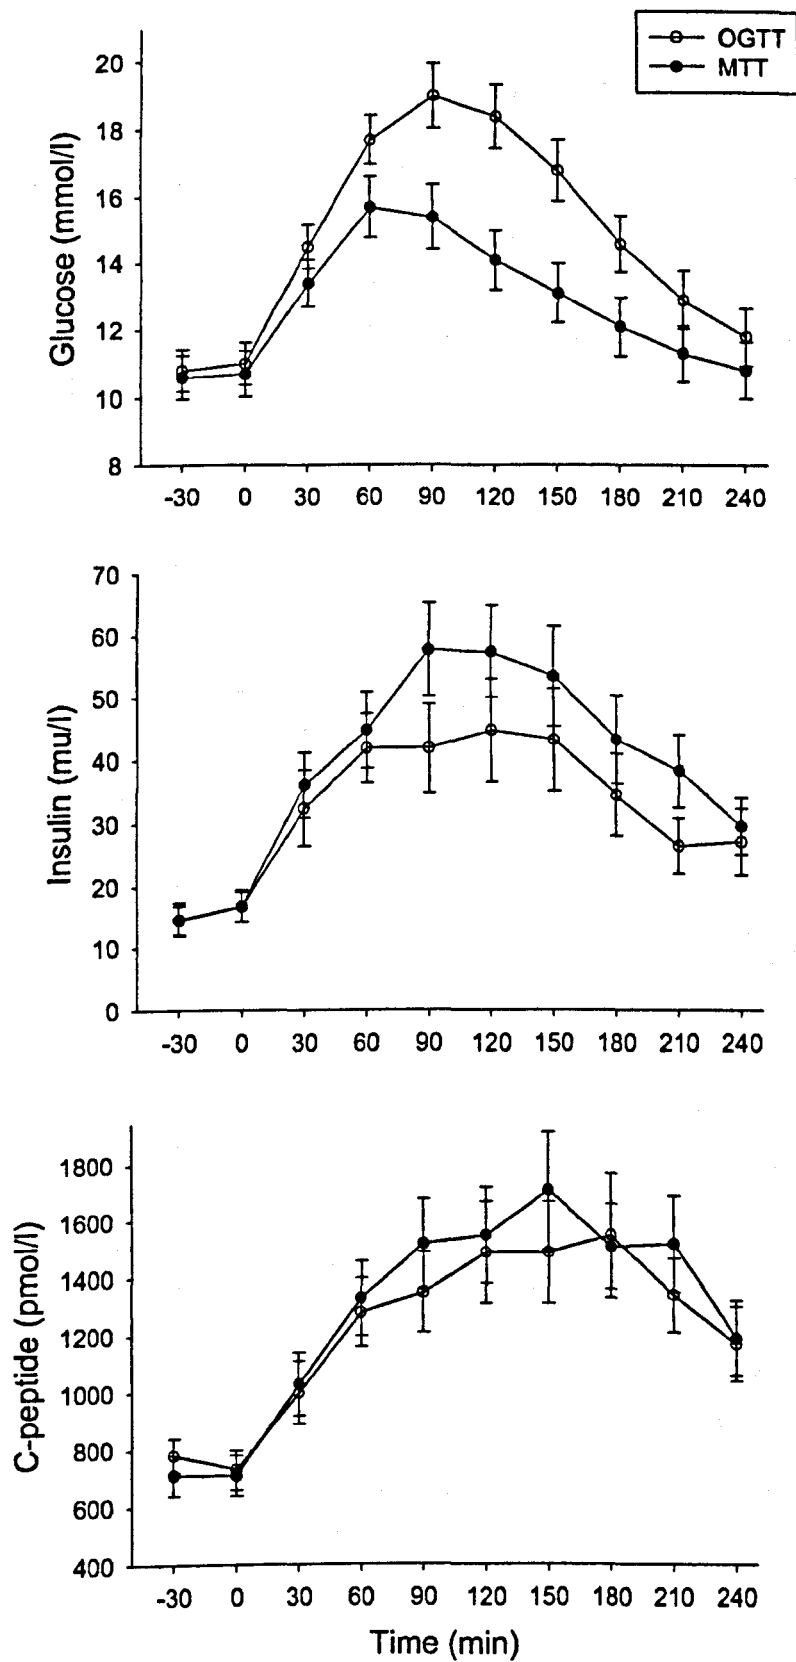 OGTT
MTT
Glucose (mmol/l)
20
18
16
14
12
10
8
-30 0 30 60 90 120 150 180 210 240
Insulin (mu/l)
70
60
50
40
30
20
10
0
-30 0 30 60 90 120 150 180 210 240
C-peptide (pmol/l)
1800
1600
1400
1200
1000
800
600
400
-30 0 30 60 90 120 150 180 210 240
Time (min)